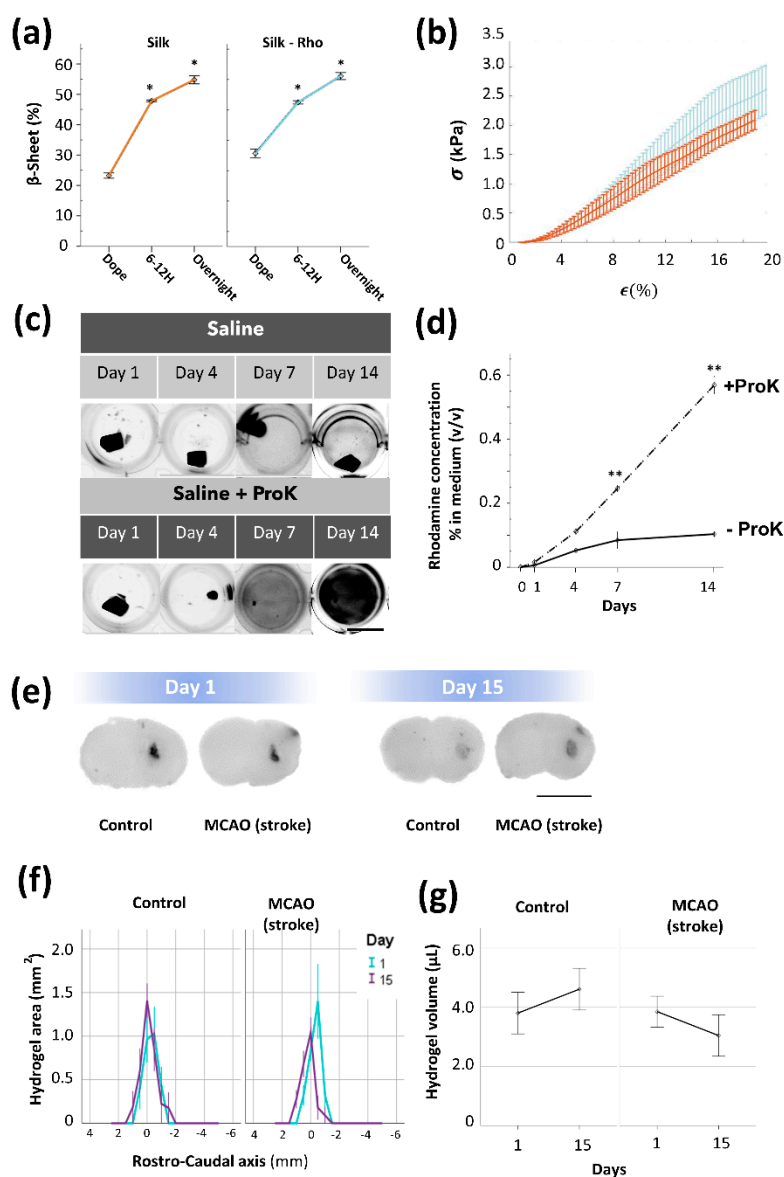 (a)
Silk
Silk - Rho
β-Sheet (%)
60
50
40
30
20
10
0
*
*
*
*
Dope
6-12H
Overnight
Dope
6-12H
Overnight
(b)
σ (kPa)
3.5
3.0
2.5
2.0
1.5
1.0
0.5
0
0
4
8
12
16
20
ϵ(%)
(c)
Saline
Day 1 Day 4 Day 7 Day 14
Saline + ProK
Day 1 Day 4 Day 7 Day 14
(d)
Rhodamine concentration
% in medium (v/v)
0.6
0.4
0.2
0
**
**
+ProK
- ProK
0 1 4 7 14
Days
(e)
Day 1
Day 15
Control
MCAO (stroke)
Control
MCAO (stroke)
(f)
Control
MCAO
(stroke)
Day
1
15
Hydrogel area (mm²)
2.0
1.5
1.0
0.5
0
4 2 0 -2 -4 -6
4 2 0 -2 -4 -6
Rostro-Caudal axis (mm)
(g)
Control
MCAO
(stroke)
Hydrogel volume (µL)
6.0
4.0
2.0
0
1 15
1 15
Days